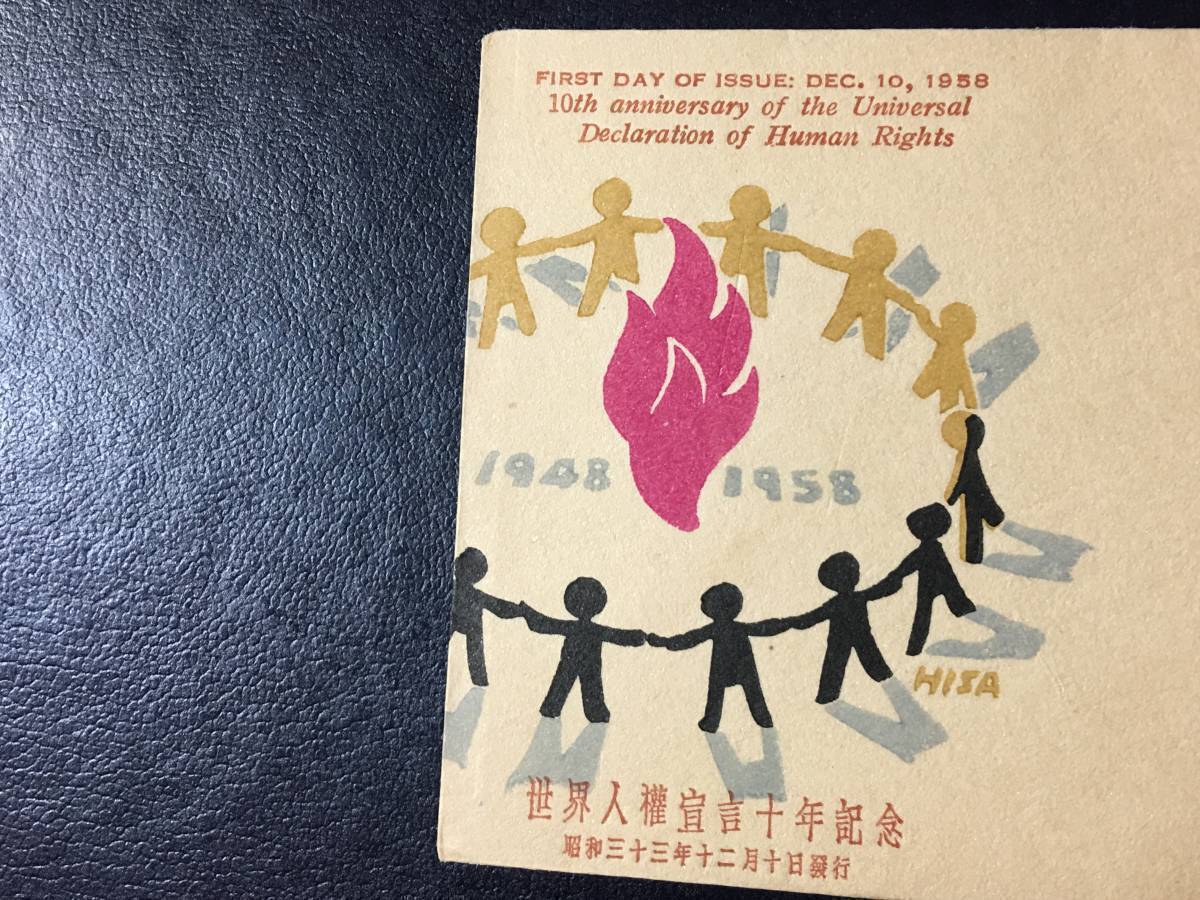 FIRST DAY OF ISSUE: DEC. 10, 1958
10th anniversary of the Universal
Declaration of Human Rights
1948 1958
HISA
世界人權宣言十年記念
昭和三十三年十二月十日發行